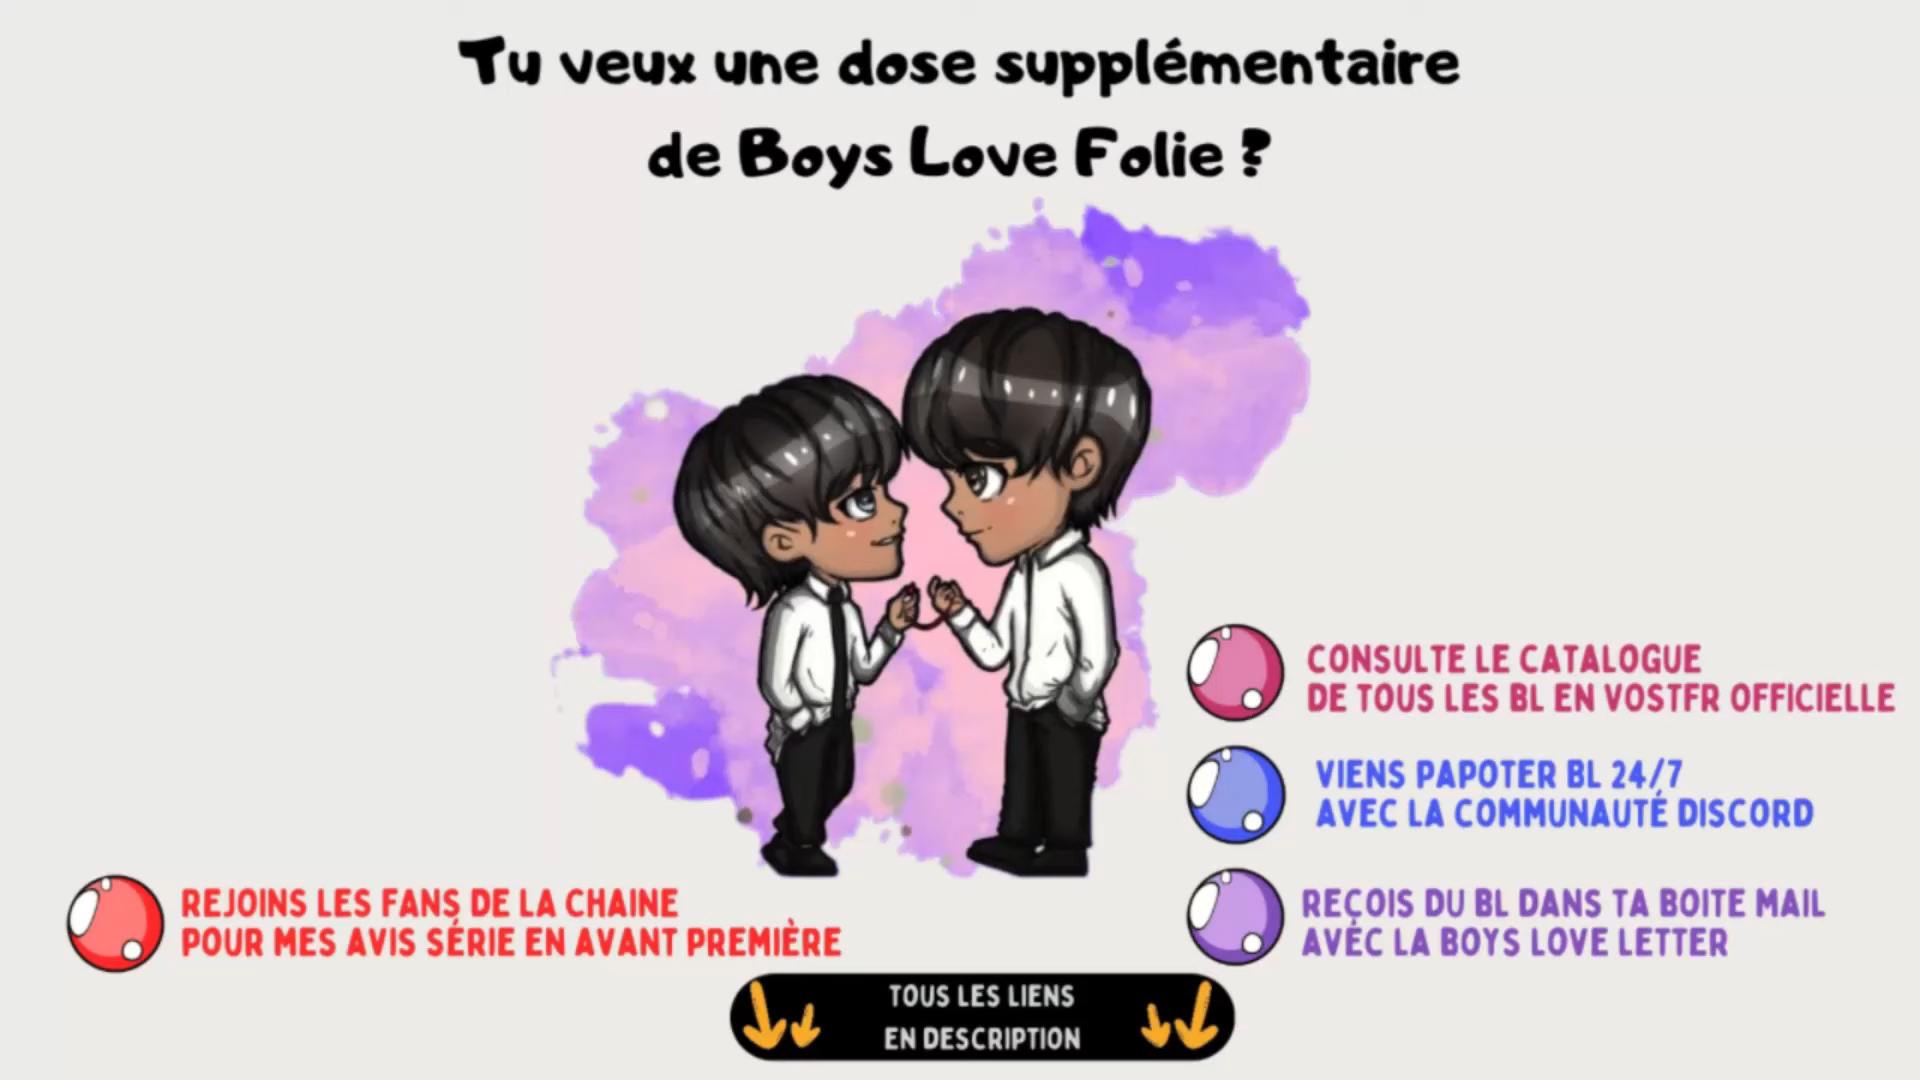 Tu veux une dose supplémentaire
de Boys Love Folie ?
CONSULTE LE CATALOGUE
DE TOUS LES BL EN VOSTFR OFFICIELLE
VIENS PAPOTER BL 24/7
AVEC LA COMMUNAUTÉ DISCORD
REJOINS LES FANS DE LA CHAINE
POUR MES AVIS SÉRIE EN AVANT PREMIÈRE
REÇOIS DU BL DANS TA BOITE MAIL
AVEC LA BOYS LOVE LETTER
TOUS LES LIENS
EN DESCRIPTION